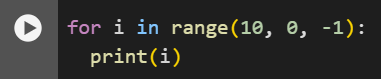 for i in range(10, 0, -1):
  print(i)